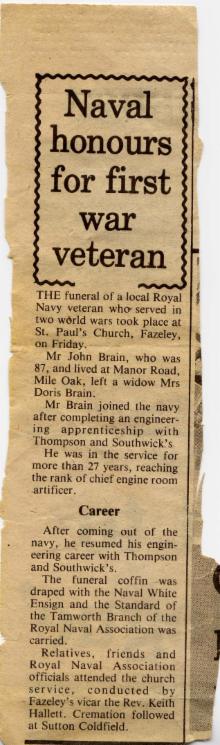 Naval
honours
for first
war
veteran
THE funeral of a local Royal
Navy veteran who served in
two world wars took place at
St. Paul's Church, Fazeley,
on Friday.
Mr John Brain, who was
87, and lived at Manor Road,
Mile Oak, left a widow Mrs
Doris Brain.
Mr Brain joined the navy
after completing an engineer-
ing apprenticeship with
Thompson and Southwick's
He was in the service for
more than 27 years, reaching
the rank of chief engine room
artificer.
Career
After coming out of the
navy, he resumed his engin-
eering career with Thompson
and Southwick's.
The funeral coffin was
draped with the Naval White
Ensign and the Standard of
the Tamworth Branch of the
Royal Naval Association was
carried.
Relatives, friends and
Royal Naval Association
officials attended the church
service, conducted by
Fazeley's vicar the Rev. Keith
Hallett. Cremation followed
at Sutton Coldfield.